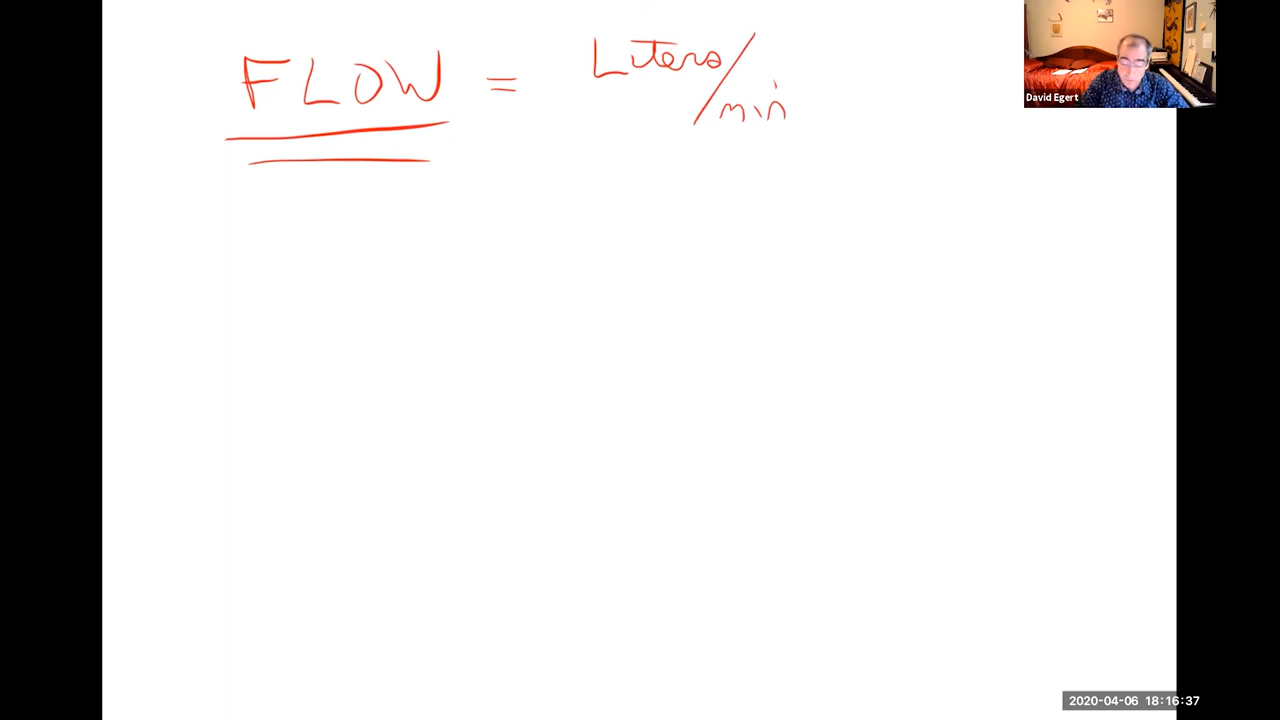 FLOW = Liters/min
David Egert
2020-04-06 18:16:37